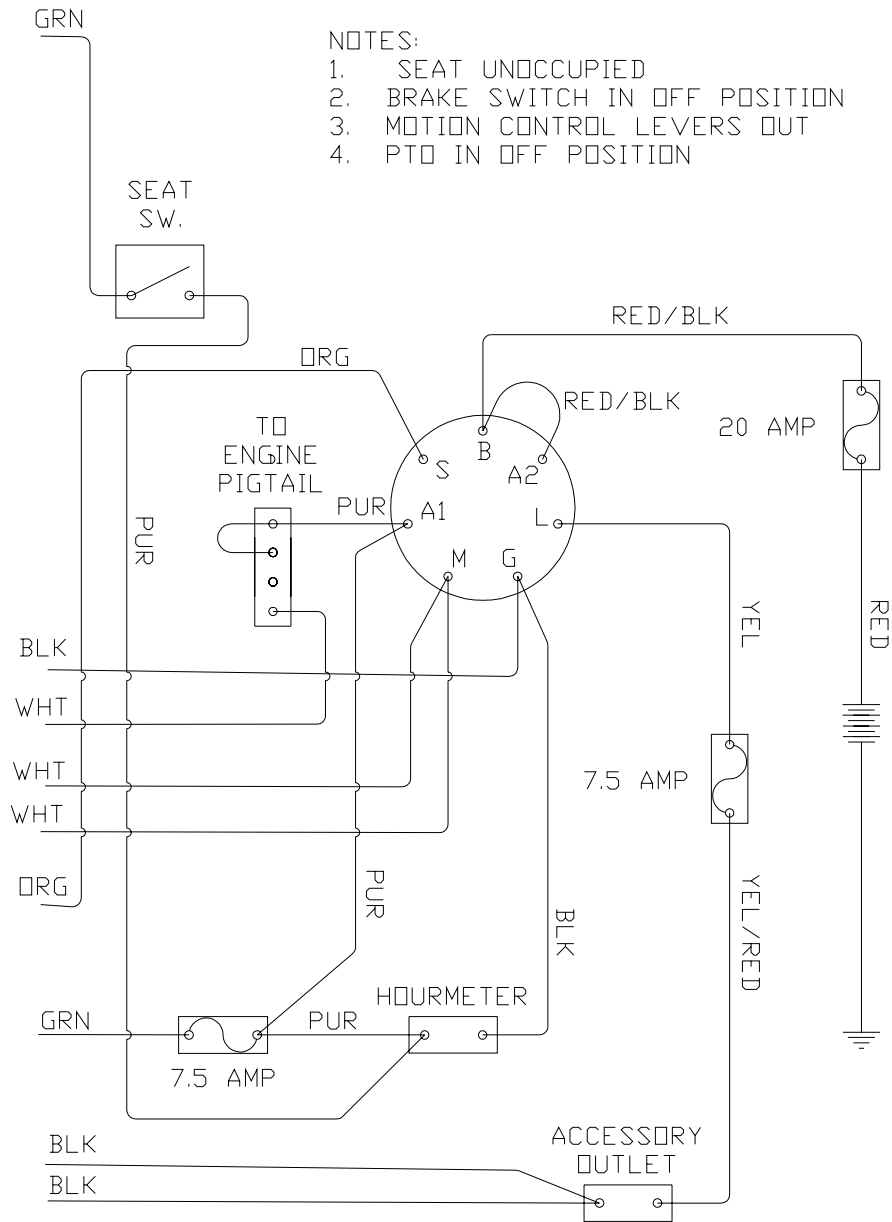 GRN
NOTES:
1. SEAT UNOCCUPIED
2. BRAKE SWITCH IN OFF POSITION
3. MOTION CONTROL LEVERS OUT
4. PTO IN OFF POSITION
SEAT
SW.
RED/BLK
ORG
RED/BLK
20 AMP
TO
ENGINE
PIGTAIL
B
S
A2
PUR
A1
L
M
G
PUR
YEL
RED
BLK
WHT
WHT
WHT
7.5 AMP
ORG
PUR
BLK
YEL/RED
HOURMETER
GRN
PUR
7.5 AMP
ACCESSORY
OUTLET
BLK
BLK